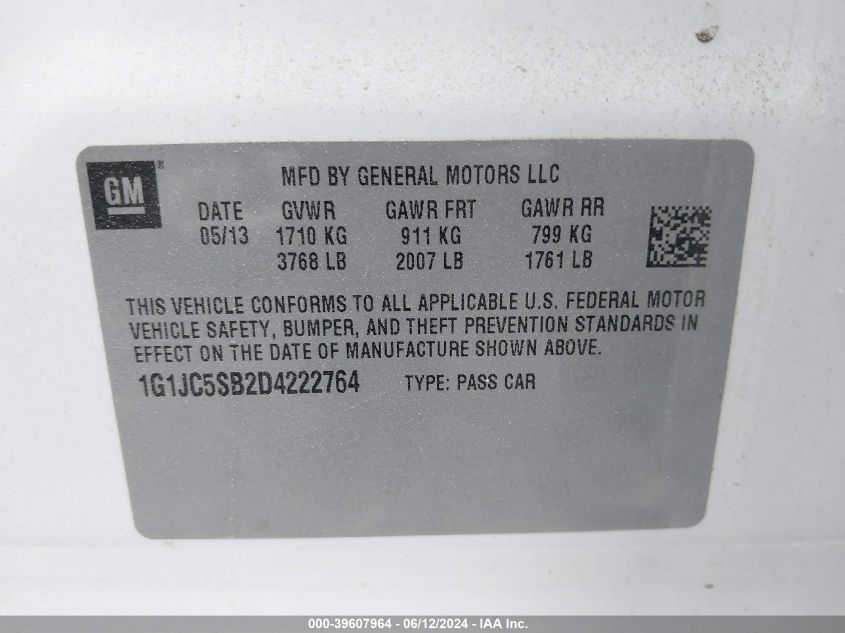 GM®
MFD BY GENERAL MOTORS LLC
DATE GVWR GAWR FRT GAWR RR
05/13 1710 KG 911 KG 799 KG
3768 LB 2007 LB 1761 LB
THIS VEHICLE CONFORMS TO ALL APPLICABLE U.S. FEDERAL MOTOR
VEHICLE SAFETY, BUMPER, AND THEFT PREVENTION STANDARDS IN
EFFECT ON THE DATE OF MANUFACTURE SHOWN ABOVE.
1G1JC5SB2D4222764 TYPE: PASS CAR
000-39607964 - 06/12/2024 - IAA Inc.